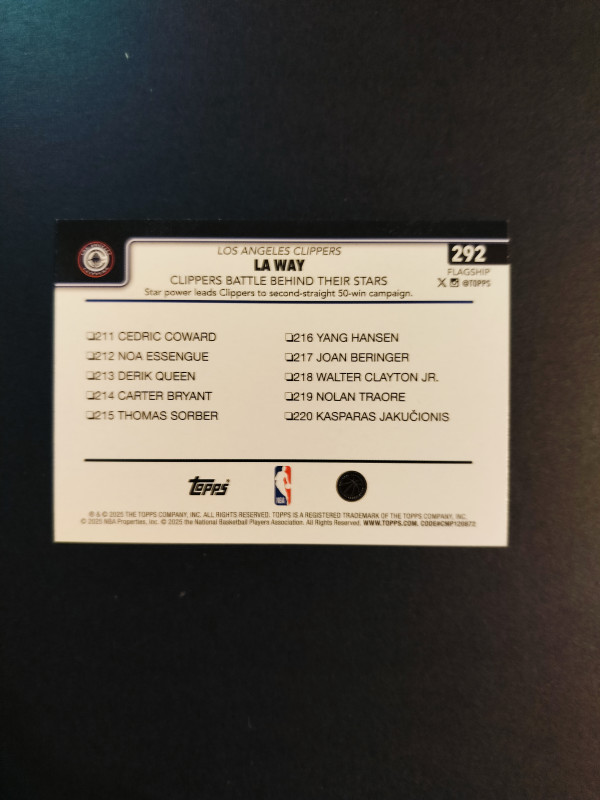 LOS ANGELES CLIPPERS
292
LA WAY
FLAGSHIP
CLIPPERS BATTLE BEHIND THEIR STARS
@TOPPS
Star power leads Clippers to second-straight 50-win campaign.
❏211 CEDRIC COWARD
❏212 NOA ESSENGUE
❏213 DERIK QUEEN
❏214 CARTER BRYANT
❏215 THOMAS SORBER
❏216 YANG HANSEN
❏217 JOAN BERINGER
❏218 WALTER CLAYTON JR.
❏219 NOLAN TRAORE
❏220 KASPARAS JAKUČIONIS
Topps
NBA
® & © 2025 THE TOPPS COMPANY, INC. ALL RIGHTS RESERVED. TOPPS IS A REGISTERED TRADEMARK OF THE TOPPS COMPANY, INC.
© 2025 NBA Properties, Inc. © 2025 the National Basketball Players Association. All Rights Reserved. WWW.TOPPS.COM.